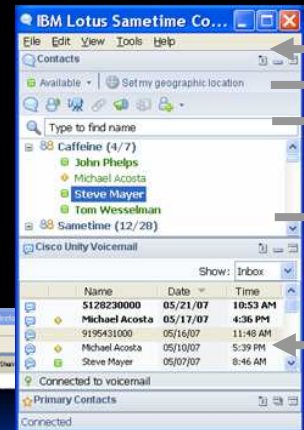 IBM Lotus Sametime Co...
File Edit View Tools Help
Contacts
Available Set my geographic location
Type to find name
Caffeine (4/7)
John Phelps
Michael Acosta
Steve Mayer
Tom Wesselman
Sametime (12/28)
Cisco Unity Voicemail
Show: Inbox
Name Date Time
5128230000 05/21/07 10:53 AM
Michael Acosta 05/17/07 4:36 PM
9195431000 05/16/07 11:48 AM
Michael Acosta 05/10/07 5:39 PM
Steve Mayer 05/07/07 8:46 AM
Connected to voicemail
Primary Contacts
Connected